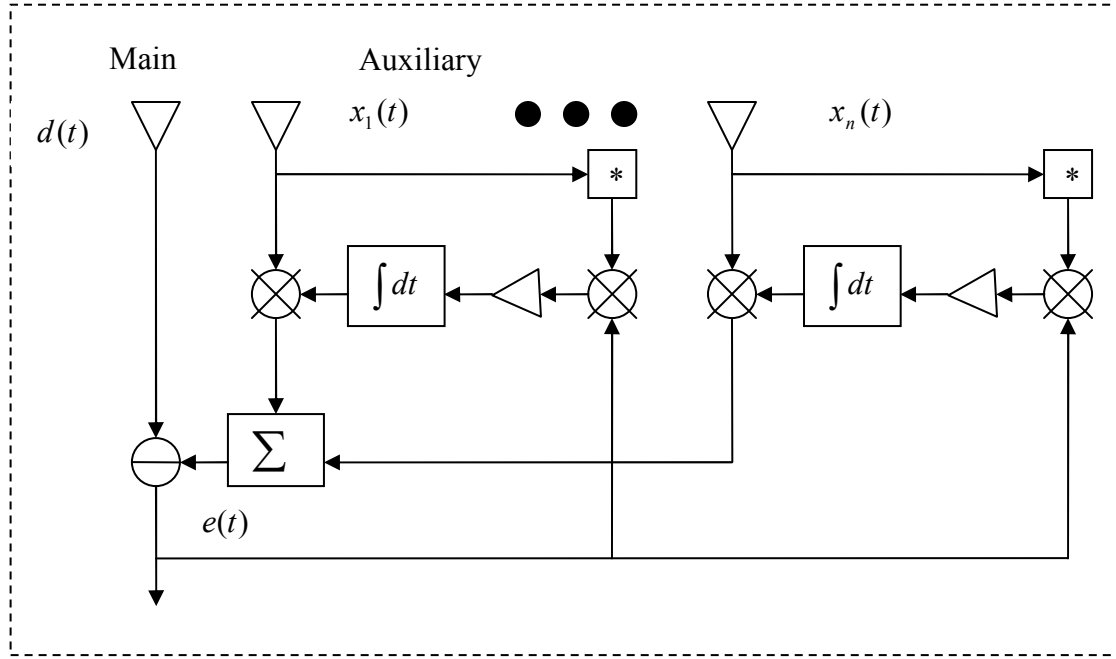 Main Auxiliary
d(t) x₁(t) xₙ(t)
* *
∫dt ∫dt
Σ
e(t)